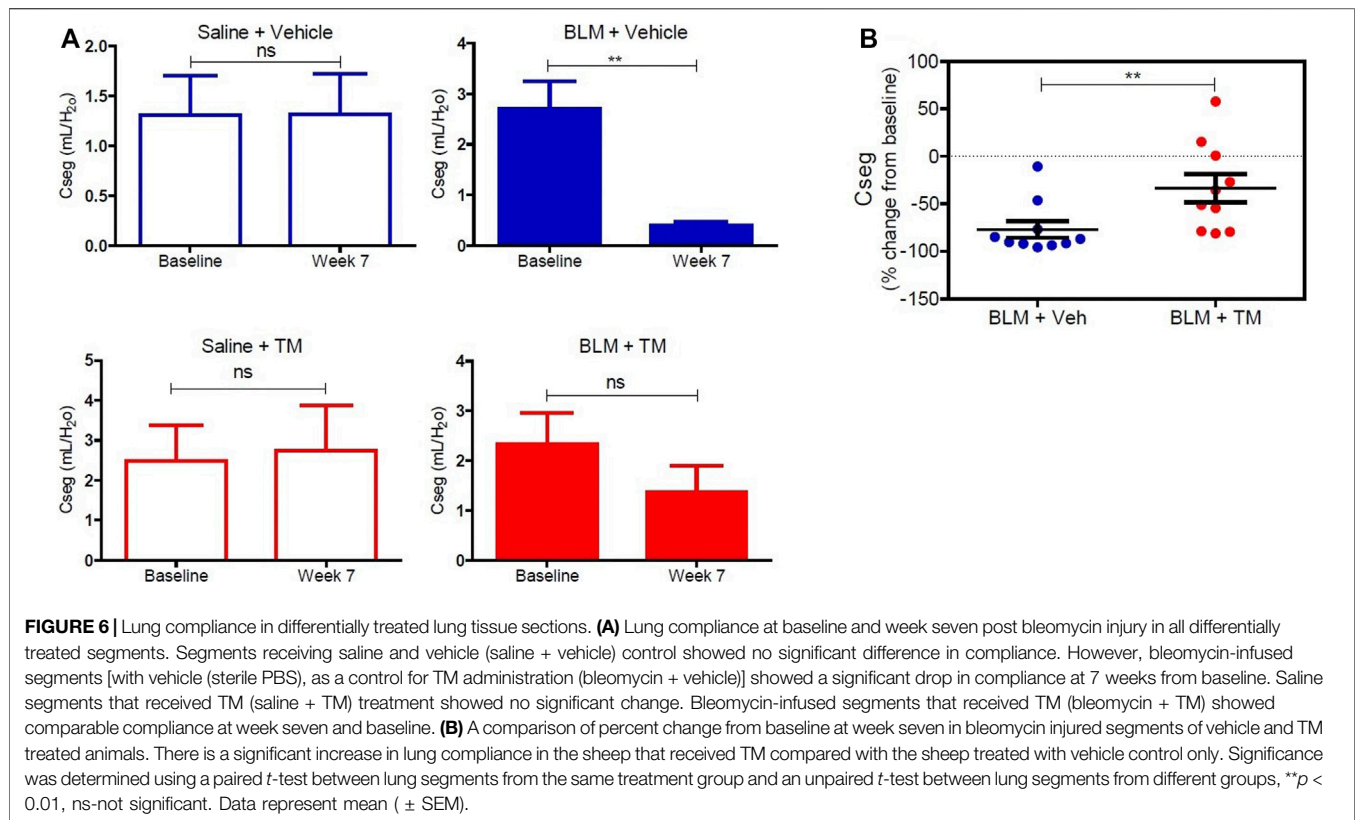 A
Saline + Vehicle
ns
2.0
1.5
1.0
0.5
0.0
Cseg (mL/H₂o)
Baseline
Week 7
BLM + Vehicle
**
4
3
2
1
0
Cseg (mL/H₂o)
Baseline
Week 7
B
**
100
50
0
-50
-100
-150
Cseg
(% change from baseline)
BLM + Veh
BLM + TM
Saline + TM
ns
5
4
3
2
1
0
Cseg (mL/H₂o)
Baseline
Week 7
BLM + TM
ns
4
3
2
1
0
Cseg (mL/H₂o)
Baseline
Week 7
FIGURE 6 | Lung compliance in differentially treated lung tissue sections. (A) Lung compliance at baseline and week seven post bleomycin injury in all differentially
treated segments. Segments receiving saline and vehicle (saline + vehicle) control showed no significant difference in compliance. However, bleomycin-infused
segments [with vehicle (sterile PBS), as a control for TM administration (bleomycin + vehicle)] showed a significant drop in compliance at 7 weeks from baseline. Saline
segments that received TM (saline + TM) treatment showed no significant change. Bleomycin-infused segments that received TM (bleomycin + TM) showed
comparable compliance at week seven and baseline. (B) A comparison of percent change from baseline at week seven in bleomycin injured segments of vehicle and TM
treated animals. There is a significant increase in lung compliance in the sheep that received TM compared with the sheep treated with vehicle control only. Significance
was determined using a paired t-test between lung segments from the same treatment group and an unpaired t-test between lung segments from different groups, **p <
0.01, ns-not significant. Data represent mean ( ± SEM).